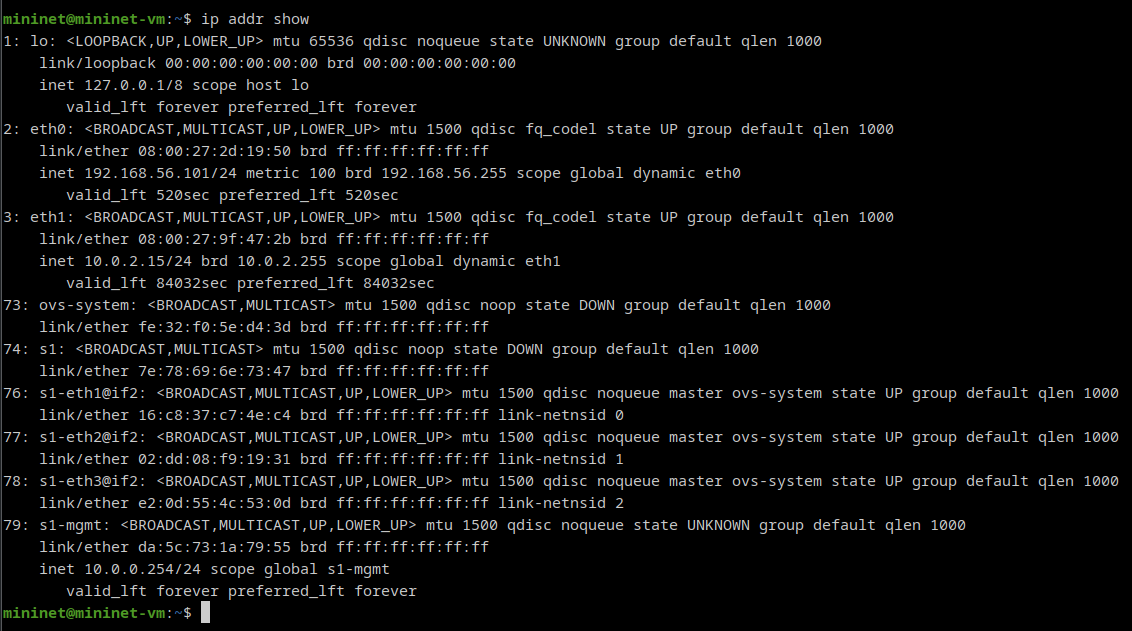 mininet@mininet-vm:~$ ip addr show
1: lo: <LOOPBACK,UP,LOWER_UP> mtu 65536 qdisc noqueue state UNKNOWN group default qlen 1000
    link/loopback 00:00:00:00:00:00 brd 00:00:00:00:00:00
    inet 127.0.0.1/8 scope host lo
       valid_lft forever preferred_lft forever
2: eth0: <BROADCAST,MULTICAST,UP,LOWER_UP> mtu 1500 qdisc fq_codel state UP group default qlen 1000
    link/ether 08:00:27:2d:19:50 brd ff:ff:ff:ff:ff:ff
    inet 192.168.56.101/24 metric 100 brd 192.168.56.255 scope global dynamic eth0
       valid_lft 520sec preferred_lft 520sec
3: eth1: <BROADCAST,MULTICAST,UP,LOWER_UP> mtu 1500 qdisc fq_codel state UP group default qlen 1000
    link/ether 08:00:27:9f:47:2b brd ff:ff:ff:ff:ff:ff
    inet 10.0.2.15/24 brd 10.0.2.255 scope global dynamic eth1
       valid_lft 84032sec preferred_lft 84032sec
73: ovs-system: <BROADCAST,MULTICAST> mtu 1500 qdisc noop state DOWN group default qlen 1000
    link/ether fe:32:f0:5e:d4:3d brd ff:ff:ff:ff:ff:ff
74: s1: <BROADCAST,MULTICAST> mtu 1500 qdisc noop state DOWN group default qlen 1000
    link/ether 7e:78:69:6e:73:47 brd ff:ff:ff:ff:ff:ff
76: s1-eth1@if2: <BROADCAST,MULTICAST,UP,LOWER_UP> mtu 1500 qdisc noqueue master ovs-system state UP group default qlen 1000
    link/ether 16:c8:37:c7:4e:c4 brd ff:ff:ff:ff:ff:ff link-netnsid 0
77: s1-eth2@if2: <BROADCAST,MULTICAST,UP,LOWER_UP> mtu 1500 qdisc noqueue master ovs-system state UP group default qlen 1000
    link/ether 02:dd:08:f9:19:31 brd ff:ff:ff:ff:ff:ff link-netnsid 1
78: s1-eth3@if2: <BROADCAST,MULTICAST,UP,LOWER_UP> mtu 1500 qdisc noqueue master ovs-system state UP group default qlen 1000
    link/ether e2:0d:55:4c:53:0d brd ff:ff:ff:ff:ff:ff link-netnsid 2
79: s1-mgmt: <BROADCAST,MULTICAST,UP,LOWER_UP> mtu 1500 qdisc noqueue state UNKNOWN group default qlen 1000
    link/ether da:5c:73:1a:79:55 brd ff:ff:ff:ff:ff:ff
    inet 10.0.0.254/24 scope global s1-mgmt
       valid_lft forever preferred_lft forever
mininet@mininet-vm:~$